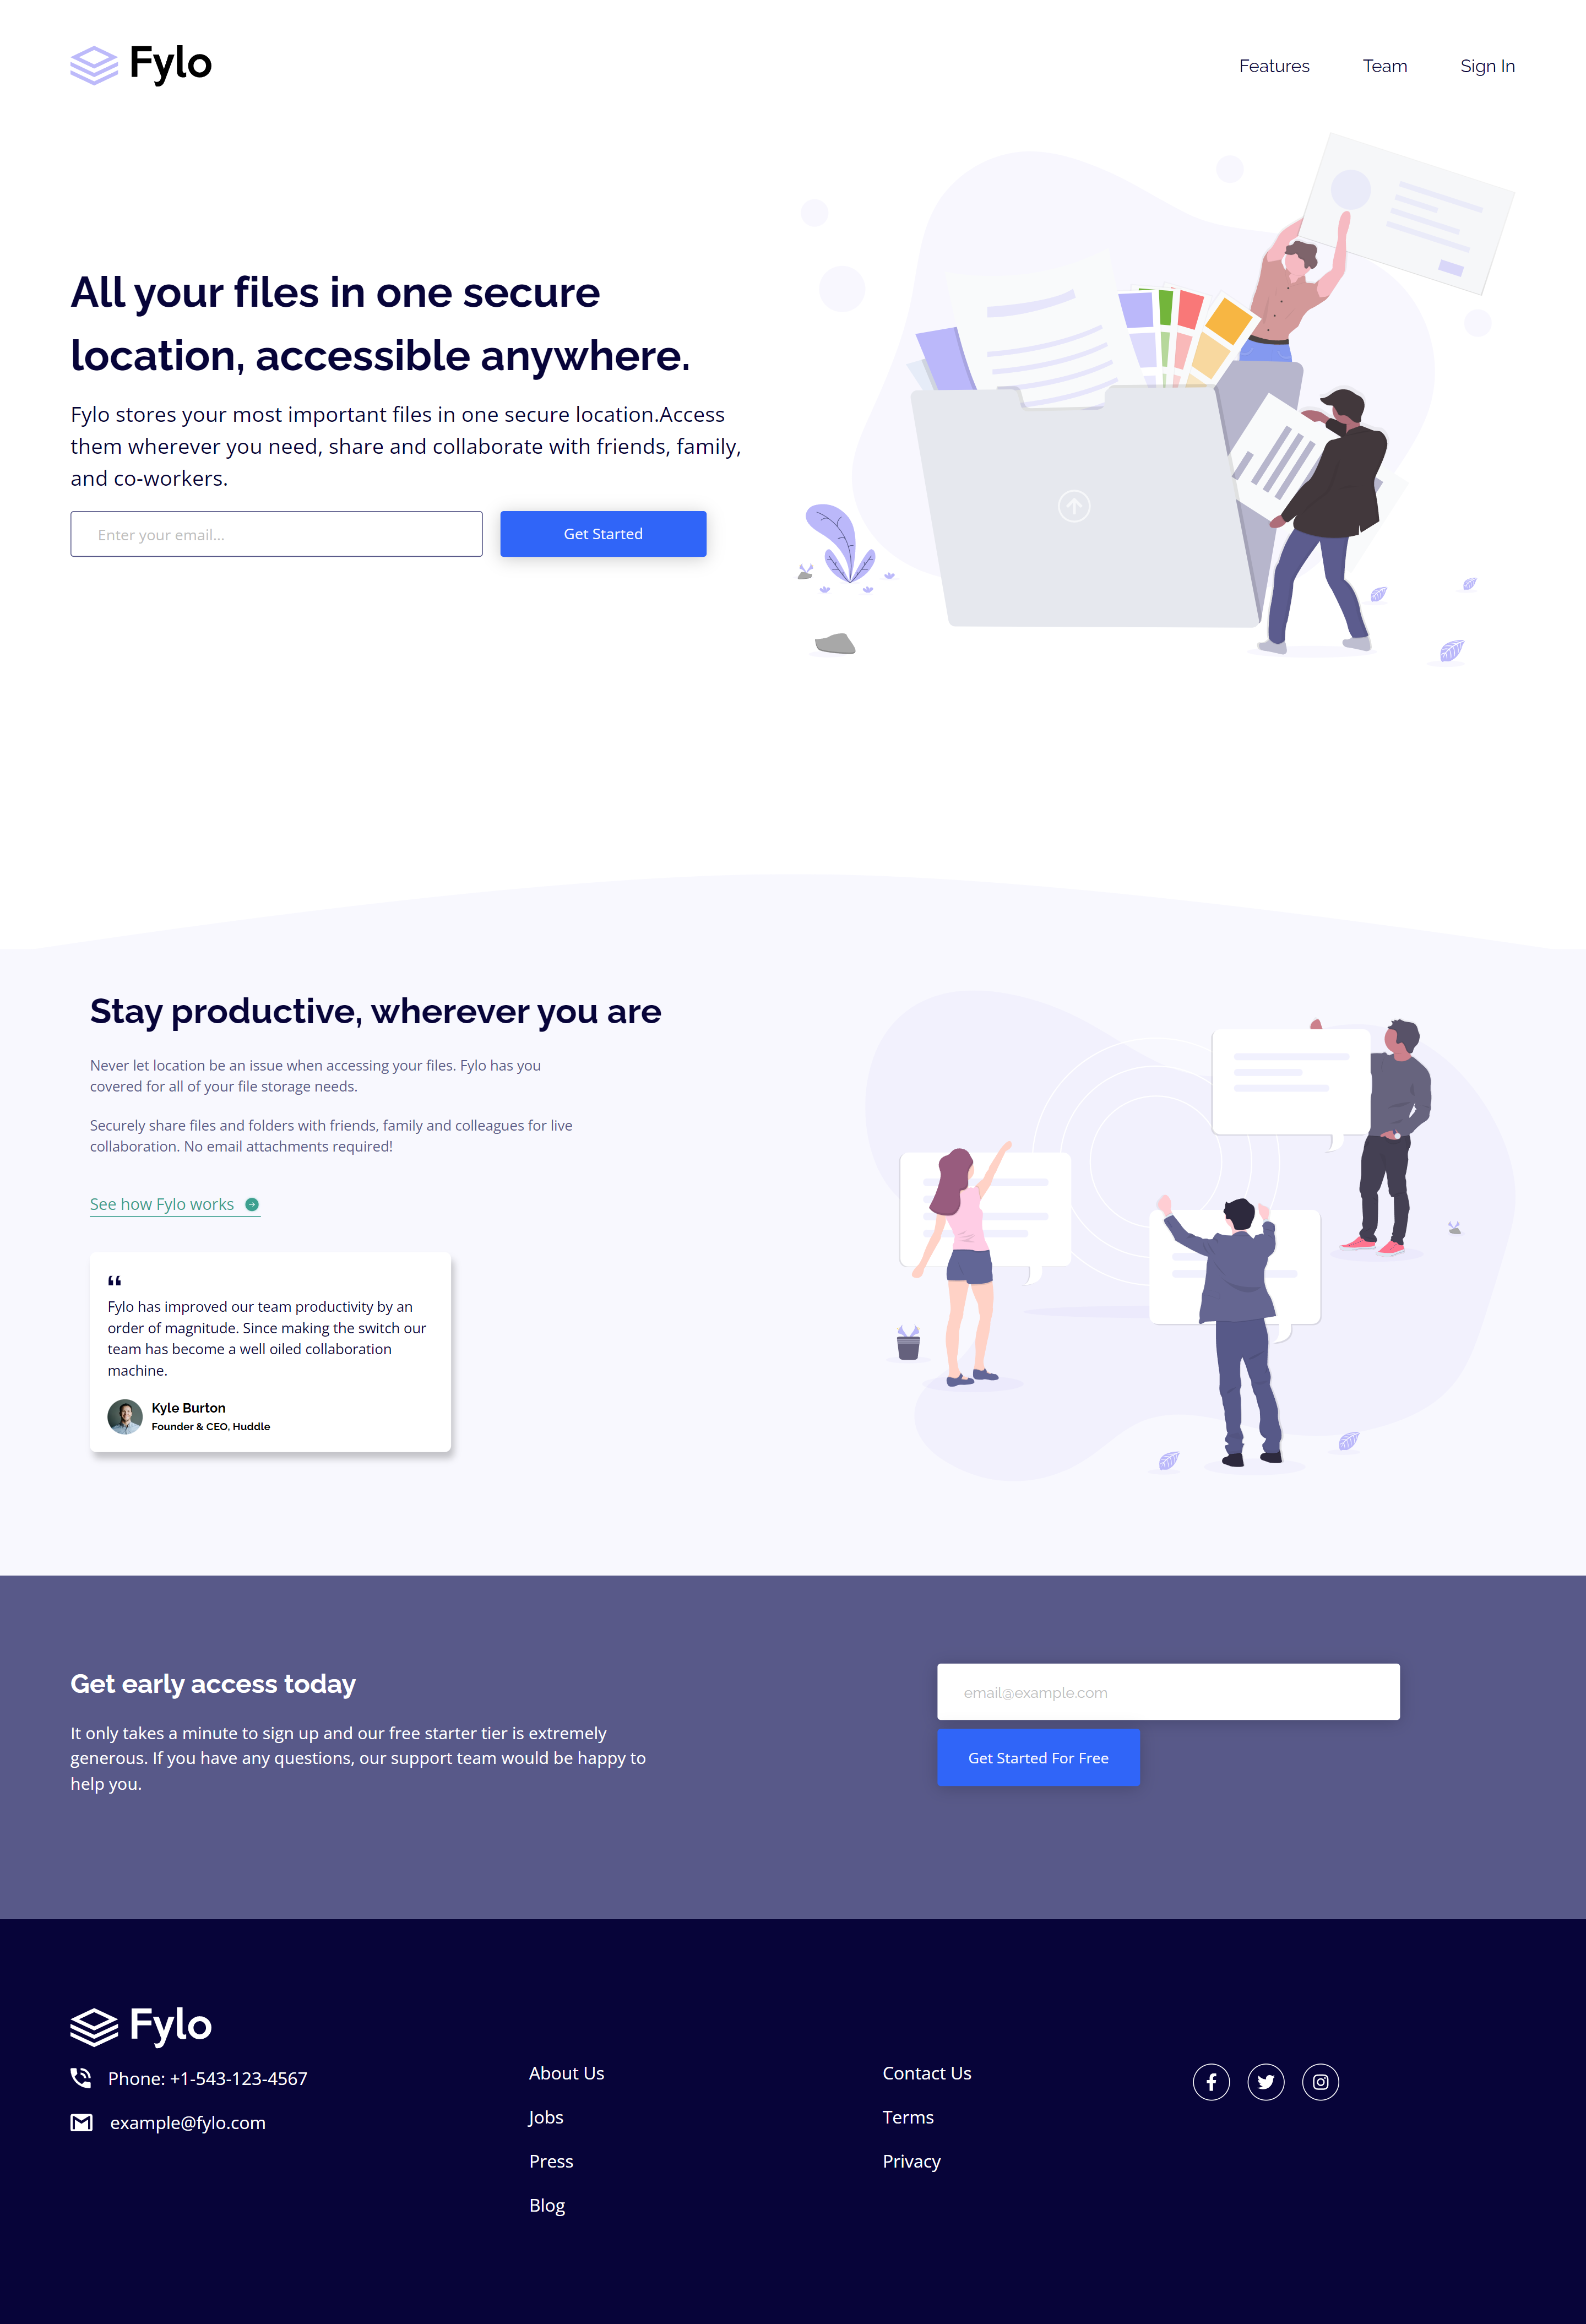 Fylo
Features
Team
Sign In
All your files in one secure
location, accessible anywhere.
Fylo stores your most important files in one secure location.Access
them wherever you need, share and collaborate with friends, family,
and co-workers.
Enter your email...
Get Started
Stay productive, wherever you are
Never let location be an issue when accessing your files. Fylo has you
covered for all of your file storage needs.
Securely share files and folders with friends, family and colleagues for live
collaboration. No email attachments required!
See how Fylo works
“
Fylo has improved our team productivity by an
order of magnitude. Since making the switch our
team has become a well oiled collaboration
machine.
Kyle Burton
Founder & CEO, Huddle
Get early access today
It only takes a minute to sign up and our free starter tier is extremely
generous. If you have any questions, our support team would be happy to
help you.
email@example.com
Get Started For Free
Fylo
Phone: +1-543-123-4567
example@fylo.com
About Us
Jobs
Press
Blog
Contact Us
Terms
Privacy